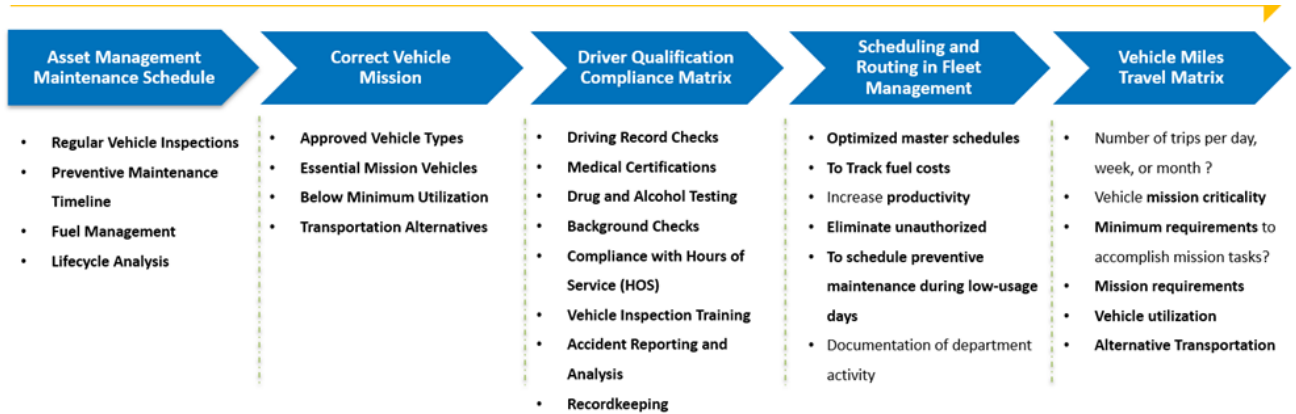 Asset Management
Maintenance Schedule
• Regular Vehicle Inspections
• Preventive Maintenance
Timeline
• Fuel Management
• Lifecycle Analysis
Correct Vehicle
Mission
• Approved Vehicle Types
• Essential Mission Vehicles
• Below Minimum Utilization
• Transportation Alternatives
Driver Qualification
Compliance Matrix
• Driving Record Checks
• Medical Certifications
• Drug and Alcohol Testing
• Background Checks
• Compliance with Hours of
Service (HOS)
• Vehicle Inspection Training
• Accident Reporting and
Analysis
• Recordkeeping
Scheduling and
Routing in Fleet
Management
• Optimized master schedules
• To Track fuel costs
• Increase productivity
• Eliminate unauthorized
• To schedule preventive
maintenance during low-usage
days
• Documentation of department
activity
Vehicle Miles
Travel Matrix
• Number of trips per day,
week, or month ?
• Vehicle mission criticality
• Minimum requirements to
accomplish mission tasks?
• Mission requirements
• Vehicle utilization
• Alternative Transportation